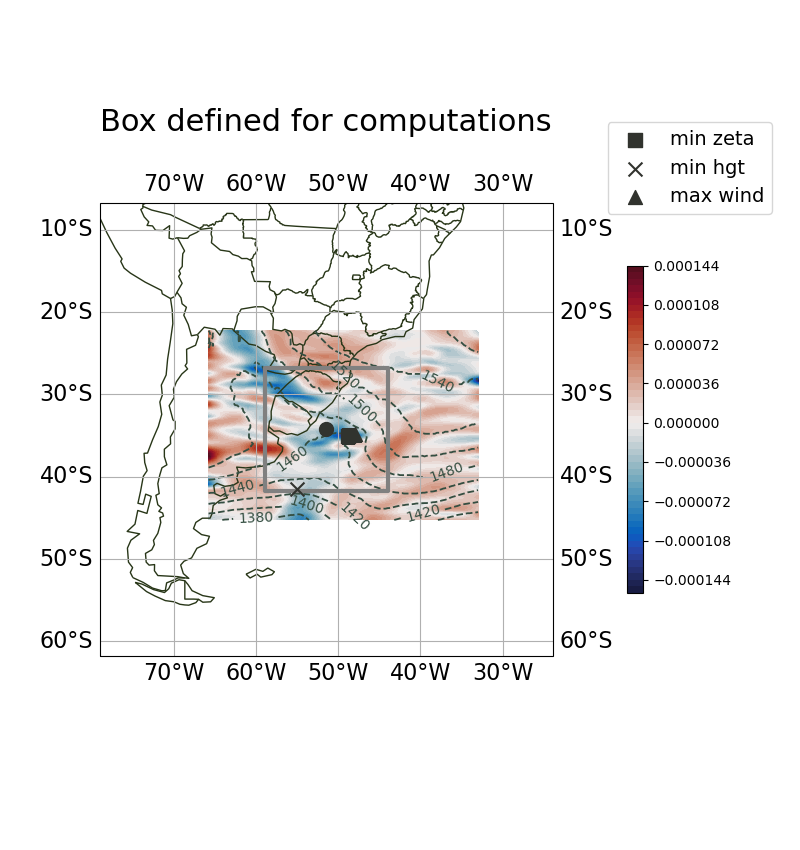 Box defined for computations
min zeta
min hgt
max wind
70°W 60°W 50°W 40°W 30°W
10°S 10°S
20°S 20°S
30°S 30°S
40°S 40°S
50°S 50°S
60°S 60°S
70°W 60°W 50°W 40°W 30°W
1520
1540
1500
1460
1480
1440
1400
1420
1420
1380
0.000144
0.000108
0.000072
0.000036
0.000000
−0.000036
−0.000072
−0.000108
−0.000144